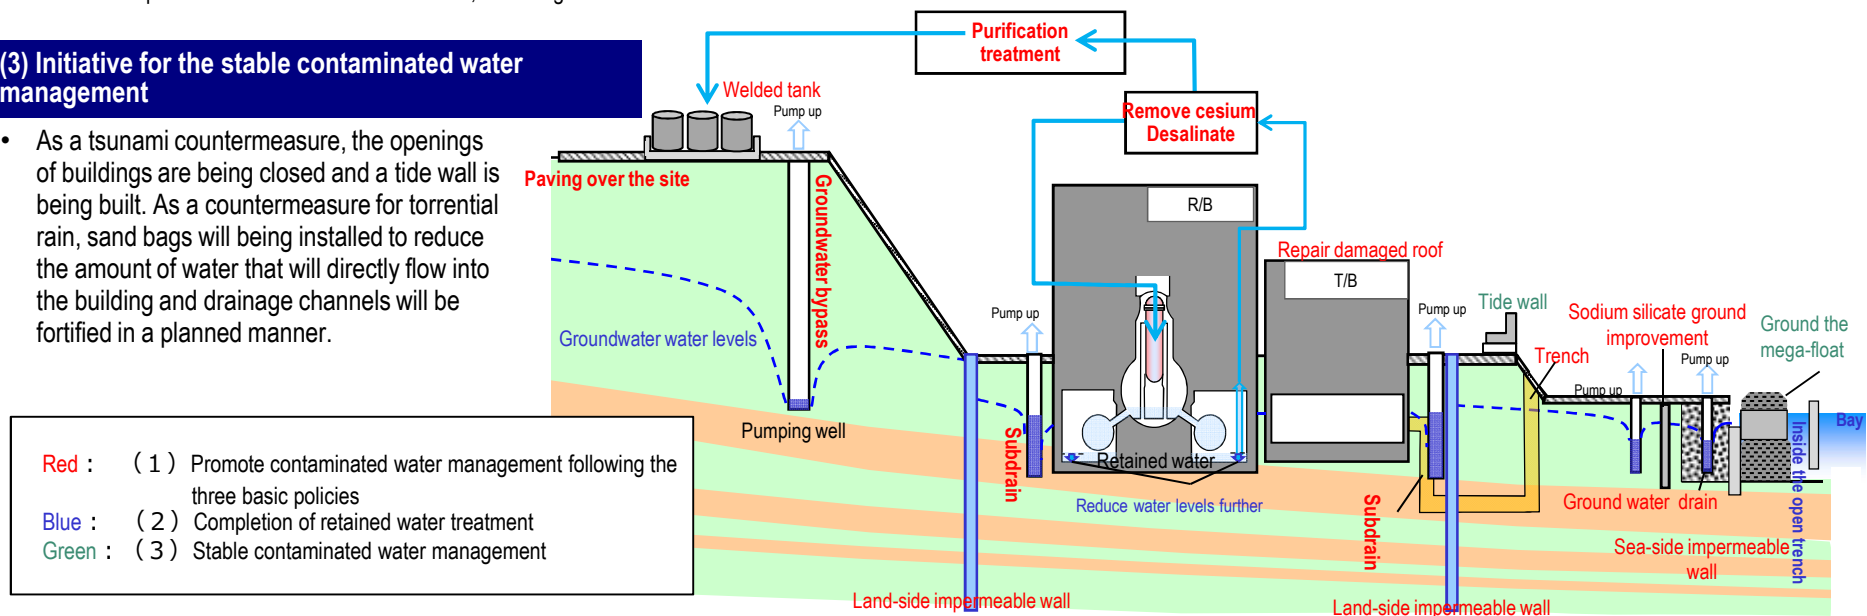 (3) Initiative for the stable contaminated water
management
• As a tsunami countermeasure, the openings
of buildings are being closed and a tide wall is
being built. As a countermeasure for torrential
rain, sand bags will being installed to reduce
the amount of water that will directly flow into
the building and drainage channels will be
fortified in a planned manner.
Red : （1）Promote contaminated water management following the
three basic policies
Blue : （2）Completion of retained water treatment
Green : （3）Stable contaminated water management
Purification
treatment
Remove cesium
Desalinate
Welded tank
Pump up
Paving over the site
Groundwater bypass
Groundwater water levels
Pumping well
Pump up
Subdrain
R/B
Retained water
Reduce water levels further
Repair damaged roof
T/B
Pump up
Subdrain
Tide wall
Trench
Sodium silicate ground
improvement
Pump up
Pump up
Ground the
mega-float
Bay
Inside the open trench
Ground water drain
Sea-side impermeable
wall
Land-side impermeable wall
Land-side impermeable wall